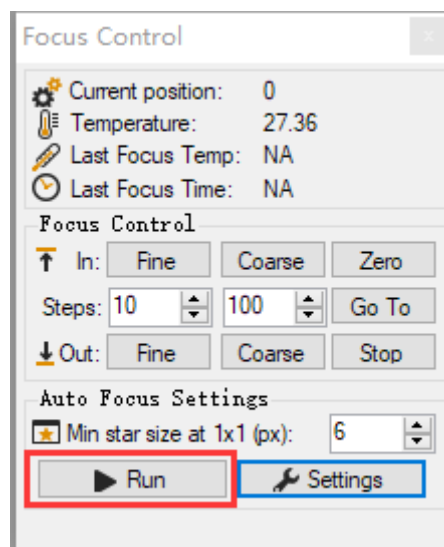 Focus Control
Current position: 0
Temperature: 27.36
Last Focus Temp: NA
Last Focus Time: NA
Focus Control
In: Fine Coarse Zero
Steps: 10 100 Go To
Out: Fine Coarse Stop
Auto Focus Settings
Min star size at 1x1 (px): 6
Run Settings